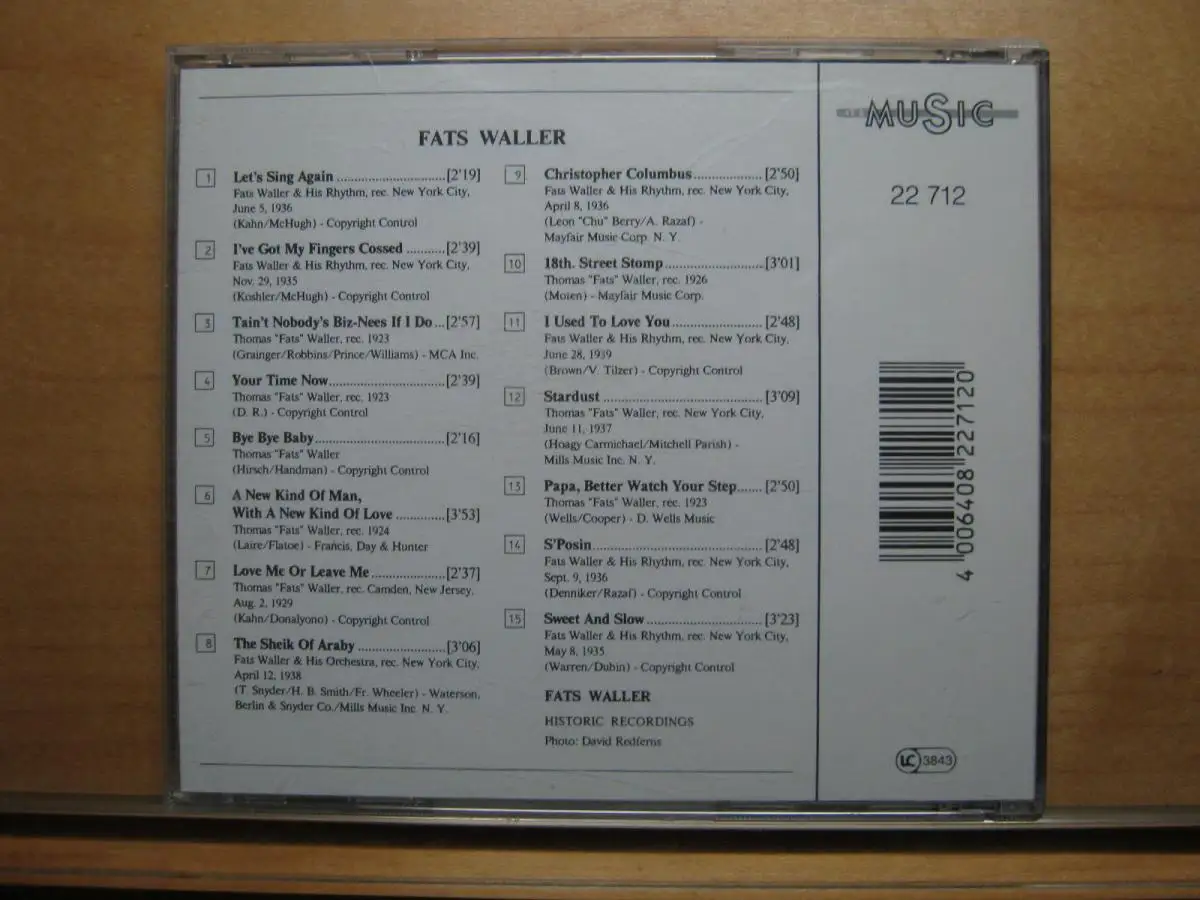 FATS WALLER
1 Let's Sing Again ............................[2'19]
Fats Waller & His Rhythm, rec. New York City,
June 5, 1936
(Kahn/McHugh) - Copyright Control
2 I've Got My Fingers Cossed ..........[2'39]
Fats Waller & His Rhythm, rec. New York City,
Nov. 29, 1935
(Koshler/McHugh) - Copyright Control
3 Tain't Nobody's Biz-Nees If I Do...[2'57]
Thomas "Fats" Waller, rec. 1923
(Grainger/Robbins/Prince/Williams) - MCA Inc.
4 Your Time Now.............................[2'39]
Thomas "Fats" Waller, rec. 1923
(D. R.) - Copyright Control
5 Bye Bye Baby.................................[2'16]
Thomas "Fats" Waller
(Hirsch/Handman) - Copyright Control
6 A New Kind Of Man,
With A New Kind Of Love .............[3'53]
Thomas "Fats" Waller, rec. 1924
(Laire/Flatoe) - Francis, Day & Hunter
7 Love Me Or Leave Me ...................[2'37]
Thomas "Fats" Waller, rec. Camden, New Jersey,
Aug. 2, 1929
(Kahn/Donalyono) - Copyright Control
8 The Sheik Of Araby ......................[3'06]
Fats Waller & His Orchestra, rec. New York City,
April 12, 1938
(T. Snyder/H. B. Smith/Fr. Wheeler) - Waterson,
Berlin & Snyder Co./Mills Music Inc. N. Y.
9 Christopher Columbus..................[2'50]
Fats Waller & His Rhythm, rec. New York City,
April 8, 1936
(Leon "Chu" Berry/A. Razaf) -
Mayfair Music Corp. N. Y.
10 18th. Street Stomp.........................[3'01]
Thomas "Fats" Waller, rec. 1926
(Moten) - Mayfair Music Corp.
11 I Used To Love You.......................[2'48]
Fats Waller & His Rhythm, rec. New York City,
June 28, 1939
(Brown/V. Tilzer) - Copyright Control
12 Stardust ........................................[3'09]
Thomas "Fats" Waller, rec. New York City,
June 11, 1937
(Hoagy Carmichael/Mitchell Parish) -
Mills Music Inc. N. Y.
13 Papa, Better Watch Your Step......[2'50]
Thomas "Fats" Waller, rec. 1923
(Wells/Cooper) - D. Wells Music
14 S'Posin...........................................[2'48]
Fats Waller & His Rhythm, rec. New York City,
Sept. 9, 1936
(Denniker/Razaf) - Copyright Control
15 Sweet And Slow.............................[3'23]
Fats Waller & His Rhythm, rec. New York City,
May 8, 1935
(Warren/Dubin) - Copyright Control
FATS WALLER
HISTORIC RECORDINGS
Photo: David Redferns
MUSIC
22 712
4 006408 227120
LC 3843